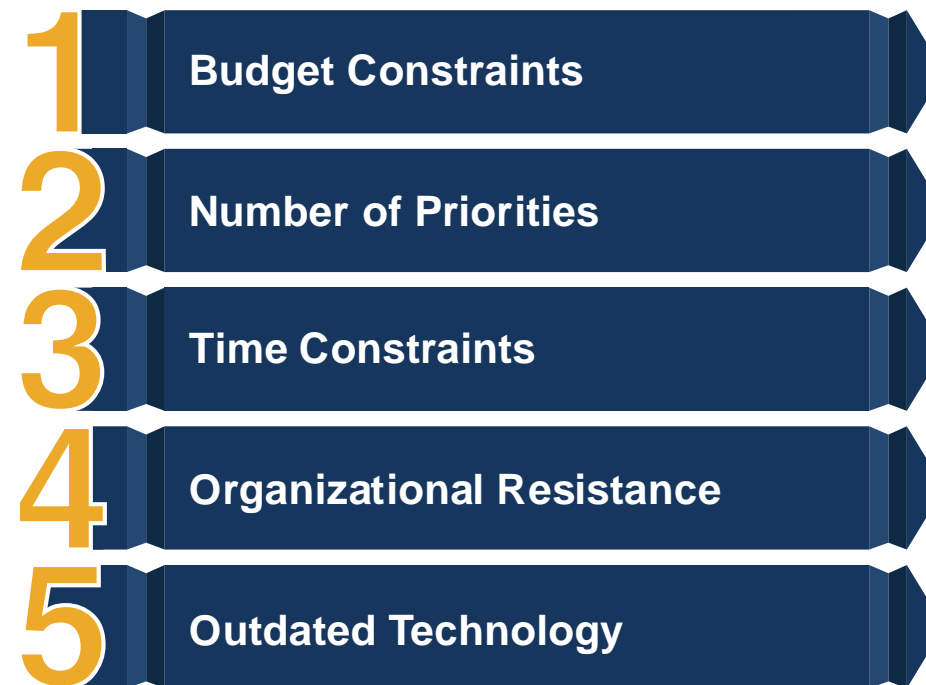 1 Budget Constraints
2 Number of Priorities
3 Time Constraints
4 Organizational Resistance
5 Outdated Technology